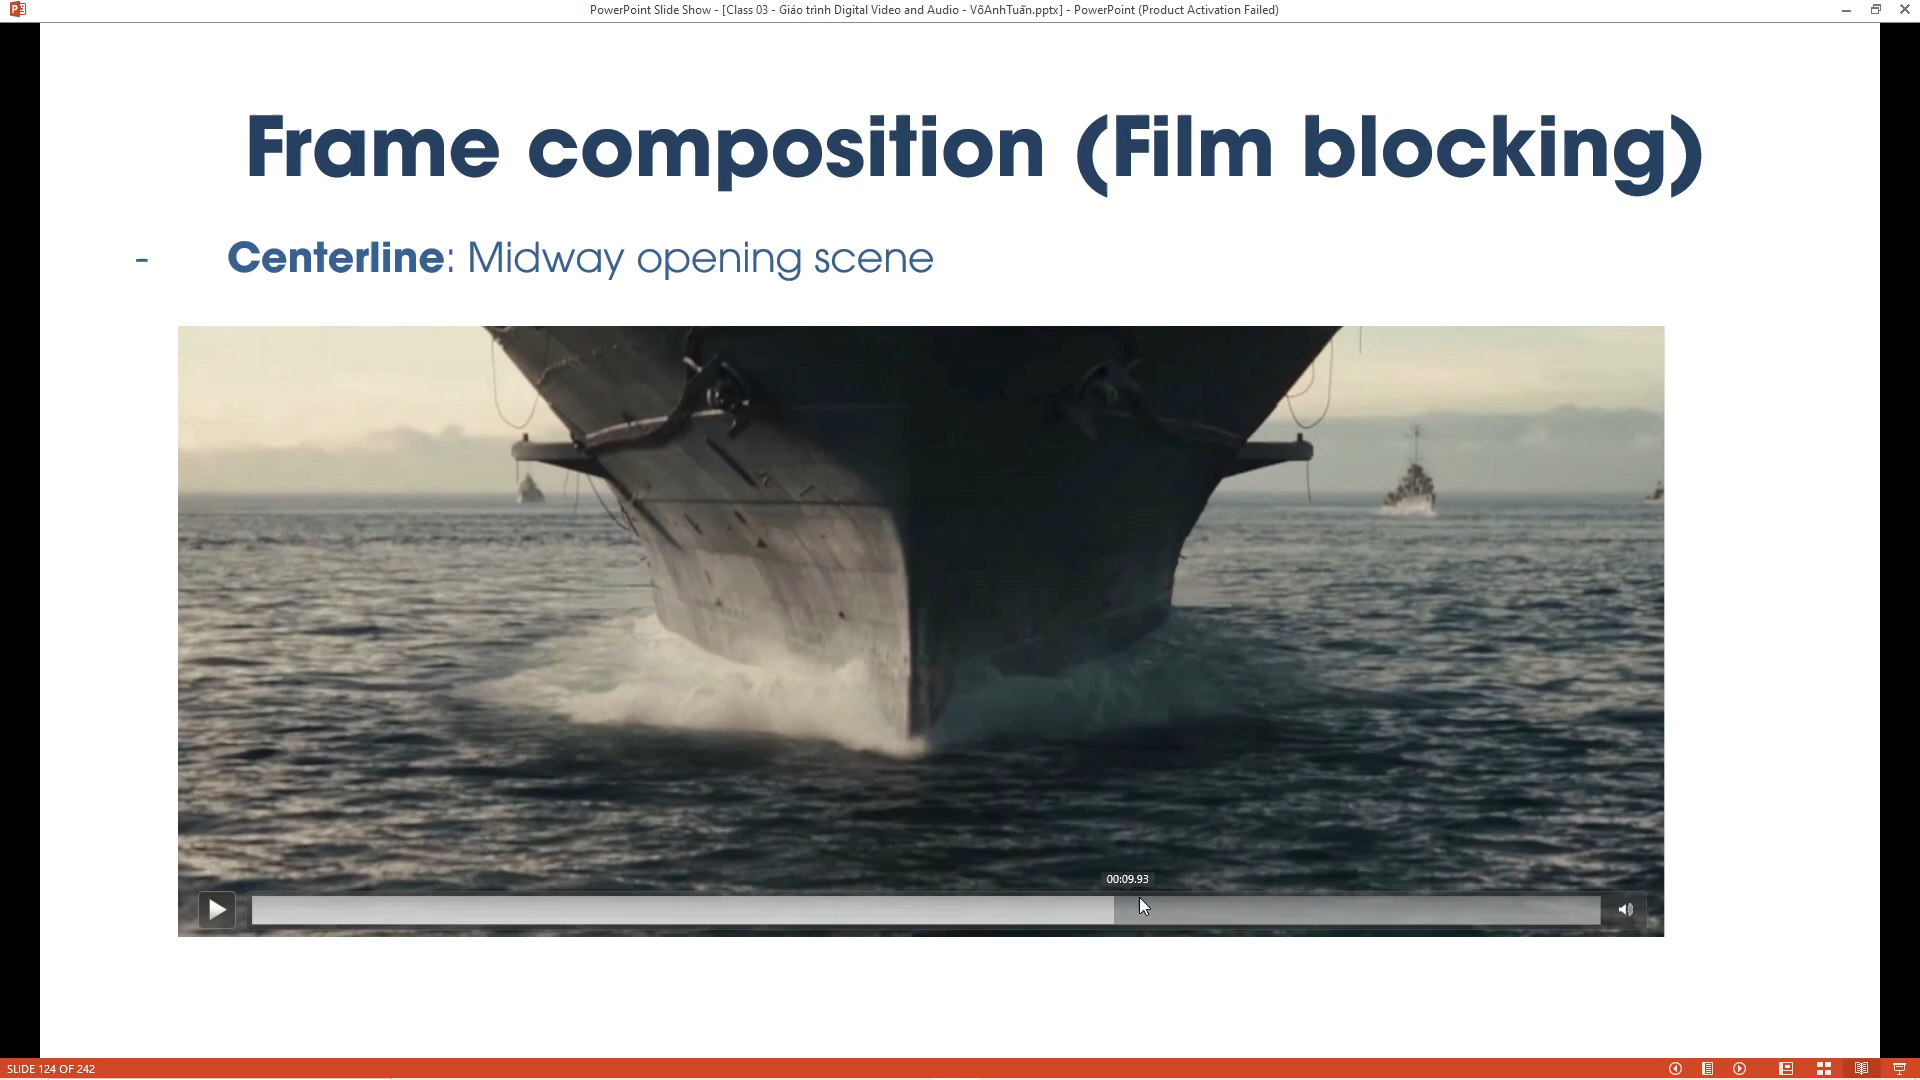 PowerPoint Slide Show - [Class 03 - Giáo trình Digital Video and Audio - VõAnhTuấn.pptx] - PowerPoint (Product Activation Failed)
Frame composition (Film blocking)
- Centerline: Midway opening scene
00:09.93
SLIDE 124 OF 242